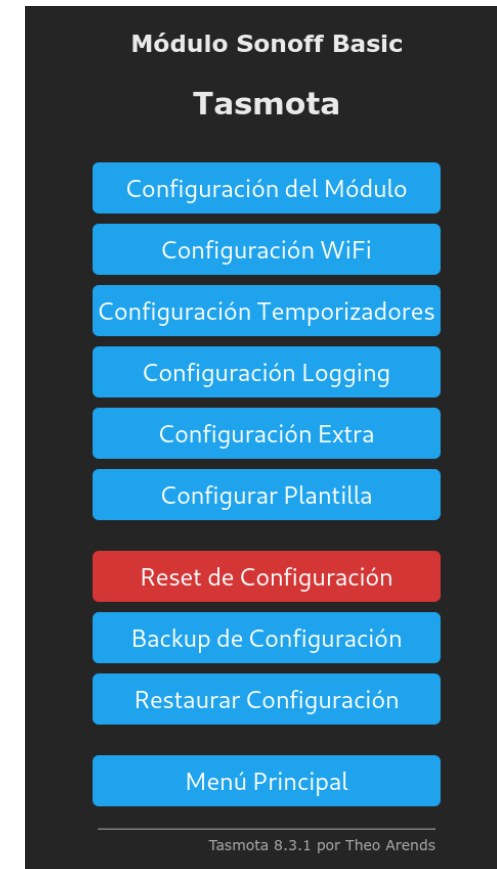 Módulo Sonoff Basic
Tasmota
Configuración del Módulo
Configuración WiFi
Configuración Temporizadores
Configuración Logging
Configuración Extra
Configurar Plantilla
Reset de Configuración
Backup de Configuración
Restaurar Configuración
Menú Principal
Tasmota 8.3.1 por Theo Arends